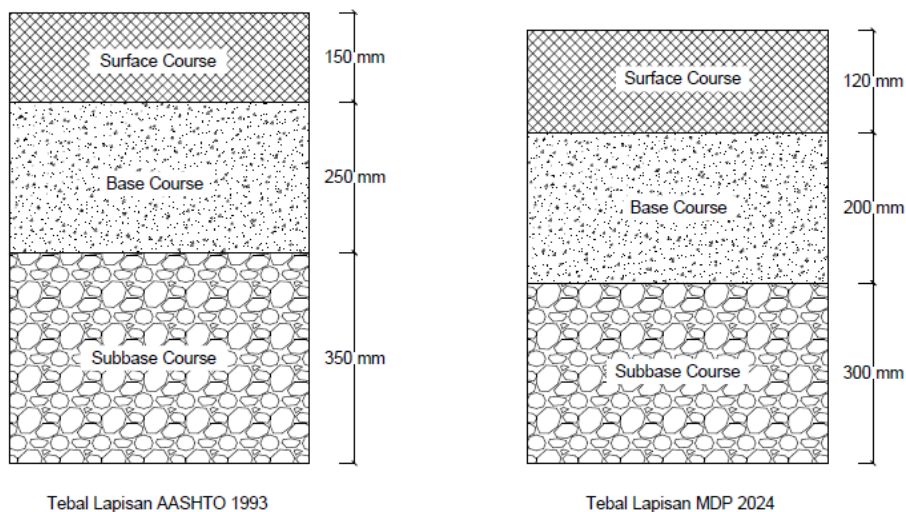 Surface Course
150 mm
Base Course
250 mm
Subbase Course
350 mm
Tebal Lapisan AASHTO 1993
Surface Course
120 mm
Base Course
200 mm
Subbase Course
300 mm
Tebal Lapisan MDP 2024